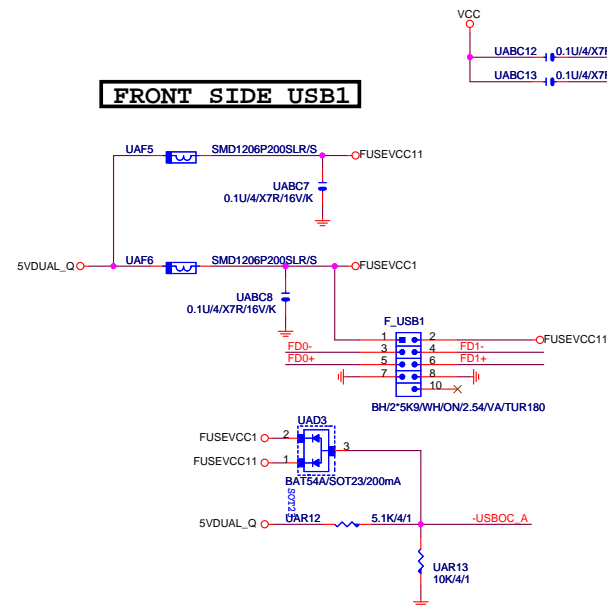 VCC
UABC12 0.1U/4/X7R
UABC13 0.1U/4/X7R
FRONT SIDE USB1
UAF5 SMD1206P200SLR/S FUSEVCC11
UABC7
0.1U/4/X7R/16V/K
5VDUAL_Q UAF6 SMD1206P200SLR/S FUSEVCC1
UABC8
0.1U/4/X7R/16V/K
F_USB1
1 2 FUSEVCC11
FD0- 3 4 FD1-
FD0+ 5 6 FD1+
7 8
10
BH/2*5K9/WH/ON/2.54/VA/TUR180
UAD3
FUSEVCC1 2 3
FUSEVCC11 1
BAT54A/SOT23/200mA
SOT23
5VDUAL_Q UAR12 5.1K/4/1 -USBOC_A
UAR13
10K/4/1